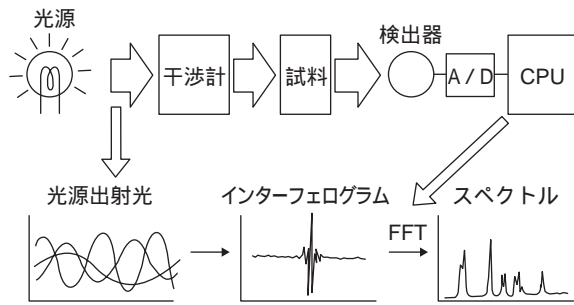 光源
干渉計
試料
検出器
A / D
CPU
光源出射光
インターフェログラム
FFT
スペクトル